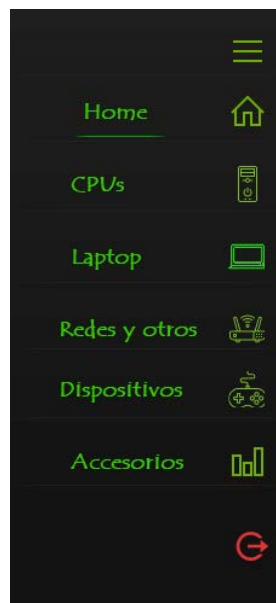 Home
CPUs
Laptop
Redes y otros
Dispositivos
Accesorios